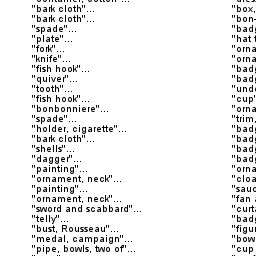 "container, button"...
"bark cloth"...
"bark cloth"...
"spade"...
"plate"...
"fork"...
"knife"...
"fish hook"...
"quiver"...
"tooth"...
"fish hook"...
"bonbonniere"...
"spade"...
"holder, cigarette"...
"bark cloth"...
"shells"...
"dagger"...
"painting"...
"ornament, neck"...
"painting"...
"ornament, neck"...
"sword and scabbard"...
"telly"...
"bust, Rousseau"...
"medal, campaign"...
"pipe, bowls, two of"...
"box,
"bon-
"badg
"hat t
"orna
"orna
"badg
"badg
"unde
"cup"
"orna
"trim,
"badg
"badg
"badg
"badg
"orna
"cloa
"sauc
"fan a
"curta
"badg
"figur
"bow
"cup